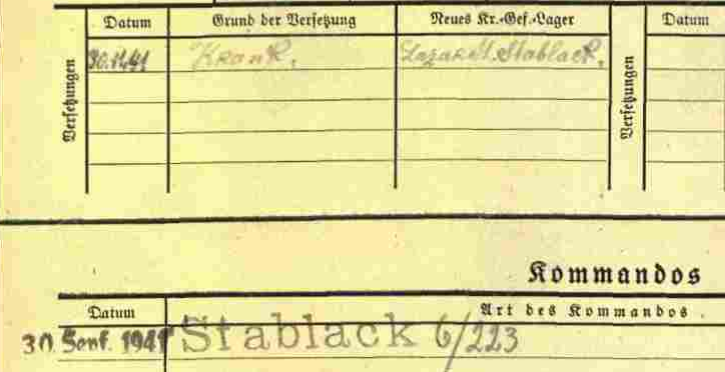 Datum Grund der Versetzung Neues Kr.-Gef.-Lager Datum
Versetzungen 30.11.41 Krank. Lazarett Stablack. Versetzungen
Kommandos
Datum Art des Kommandos
30. Sept. 1941 Stablack 6/223